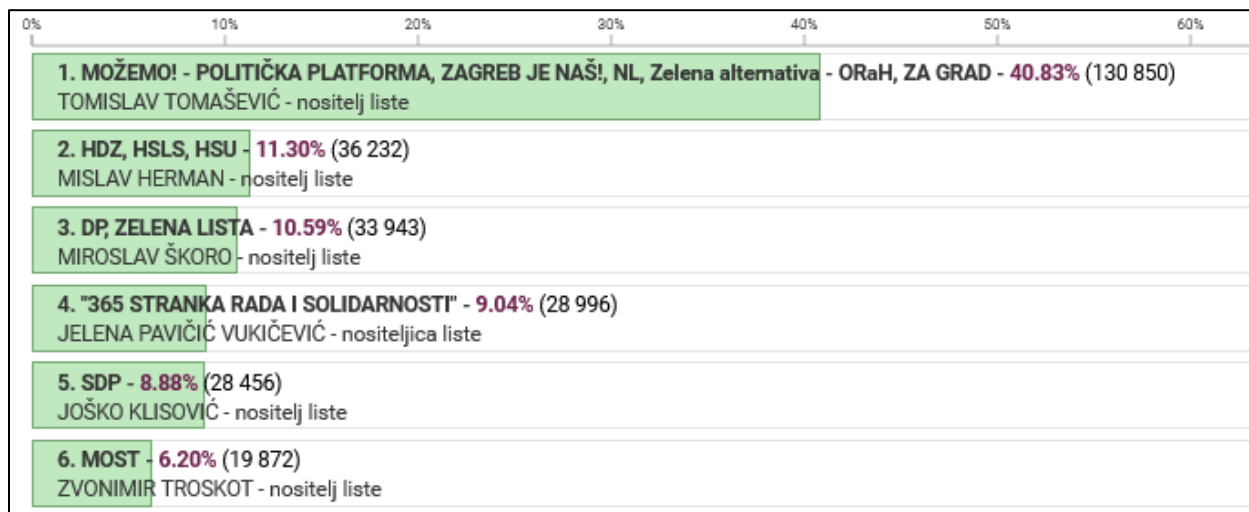 0% 10% 20% 30% 40% 50% 60%
1. MOŽEMO! - POLITIČKA PLATFORMA, ZAGREB JE NAŠ!, NL, Zelena alternativa - ORaH, ZA GRAD - 40.83% (130 850)
TOMISLAV TOMAŠEVIĆ - nositelj liste
2. HDZ, HSLS, HSU - 11.30% (36 232)
MISLAV HERMAN - nositelj liste
3. DP, ZELENA LISTA - 10.59% (33 943)
MIROSLAV ŠKORO - nositelj liste
4. "365 STRANKA RADA I SOLIDARNOSTI" - 9.04% (28 996)
JELENA PAVIČIĆ VUKIČEVIĆ - nositeljica liste
5. SDP - 8.88% (28 456)
JOŠKO KLISOVIĆ - nositelj liste
6. MOST - 6.20% (19 872)
ZVONIMIR TROSKOT - nositelj liste